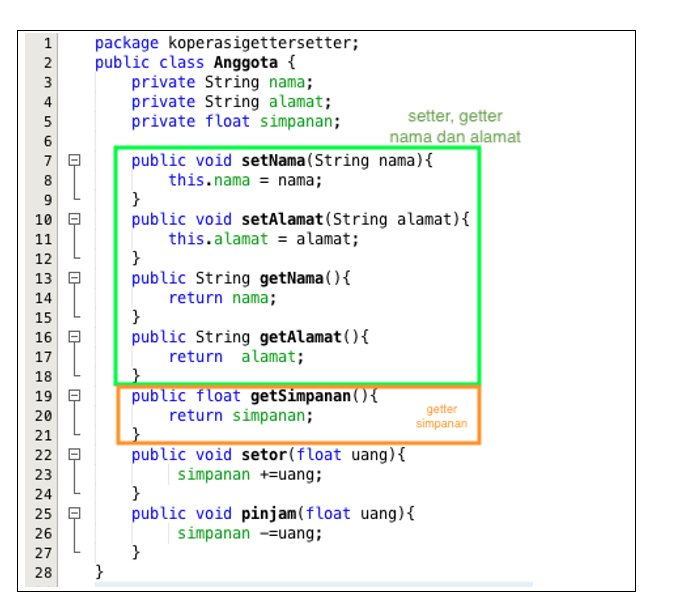 1 package koperasigettersetter;
2 public class Anggota {
3 private String nama;
4 private String alamat;
5 private float simpanan;
setter, getter
nama dan alamat
6
7 public void setNama(String nama){
8 this.nama = nama;
9 }
10 public void setAlamat(String alamat){
11 this.alamat = alamat;
12 }
13 public String getNama(){
14 return nama;
15 }
16 public String getAlamat(){
17 return  alamat;
18 }
19 public float getSimpanan(){
20 return simpanan;
getter
simpanan
21 }
22 public void setor(float uang){
23 simpanan +=uang;
24 }
25 public void pinjam(float uang){
26 simpanan -=uang;
27 }
28 }